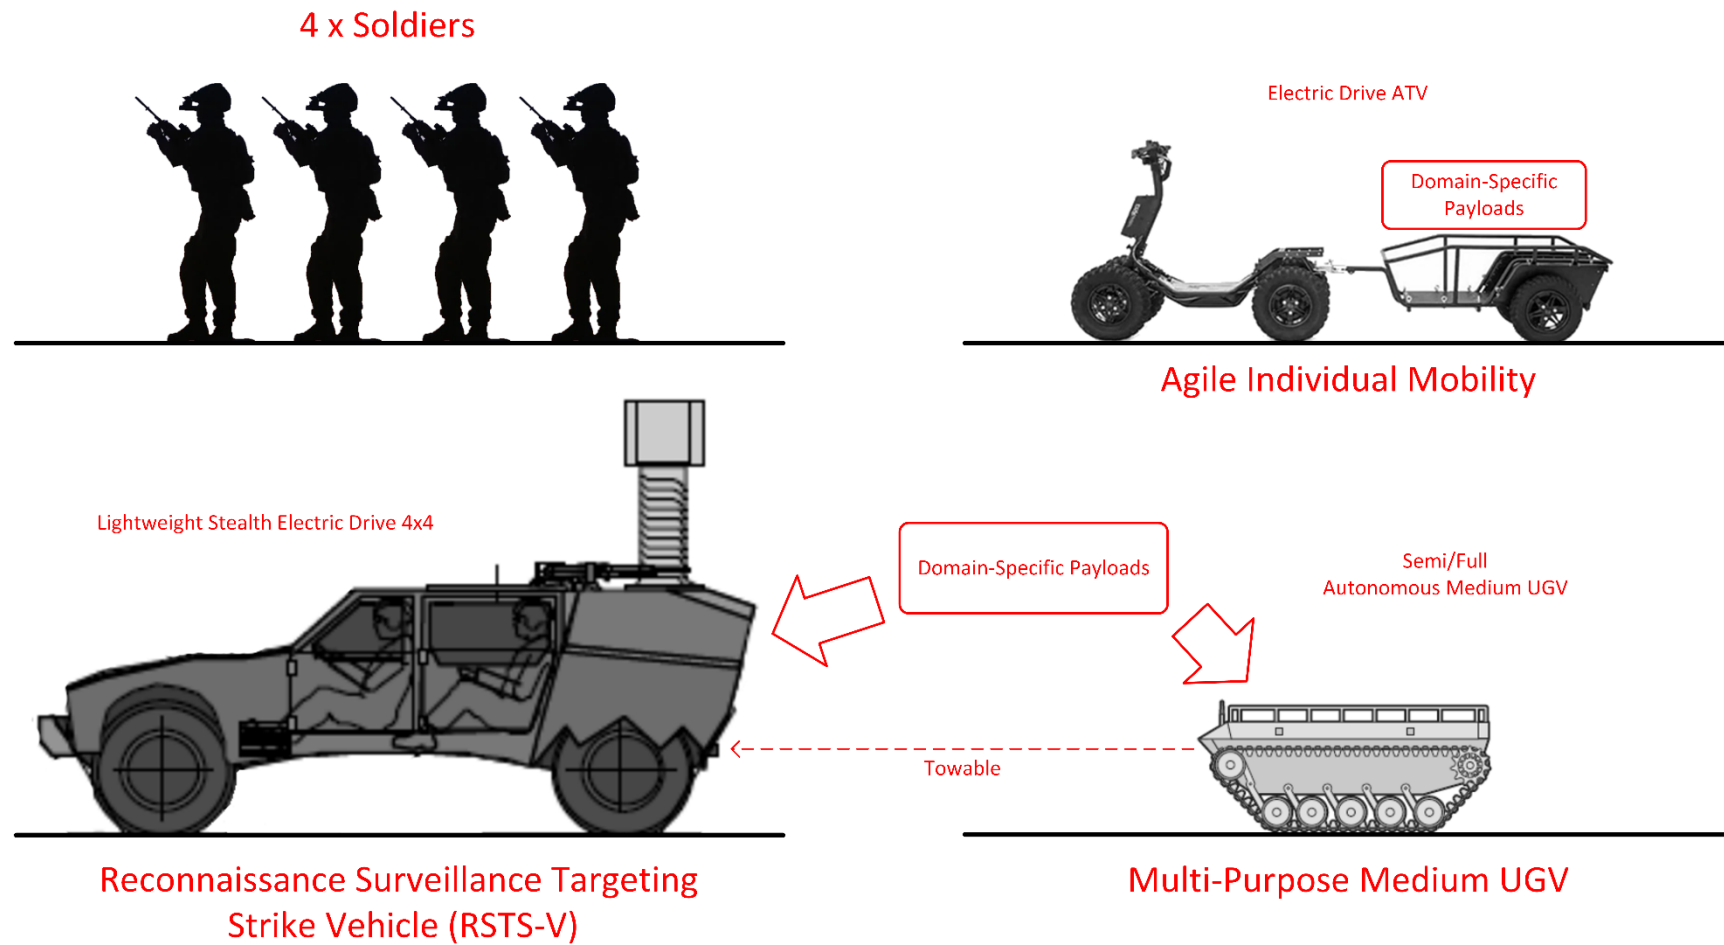 4 x Soldiers
Electric Drive ATV
Domain-Specific
Payloads
Agile Individual Mobility
Lightweight Stealth Electric Drive 4x4
Domain-Specific Payloads
Semi/Full
Autonomous Medium UGV
Towable
Reconnaissance Surveillance Targeting
Strike Vehicle (RSTS-V)
Multi-Purpose Medium UGV